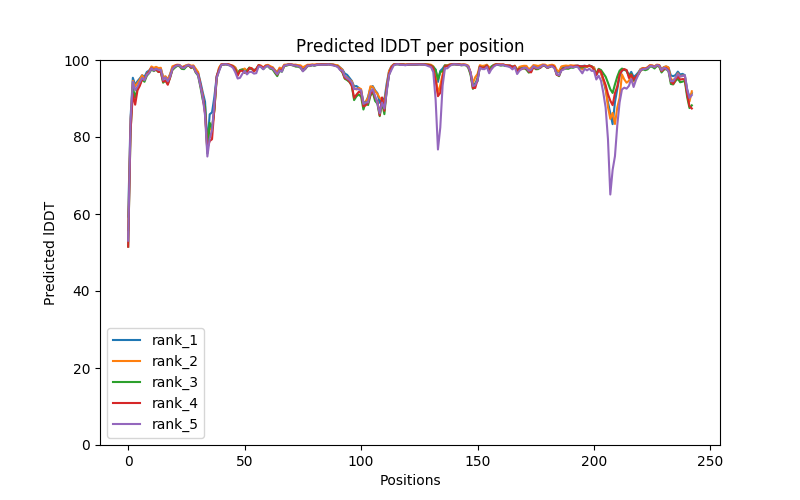 Predicted lDDT per position
100
80
60
40
20
0
Predicted lDDT
rank_1
rank_2
rank_3
rank_4
rank_5
0 50 100 150 200 250
Positions